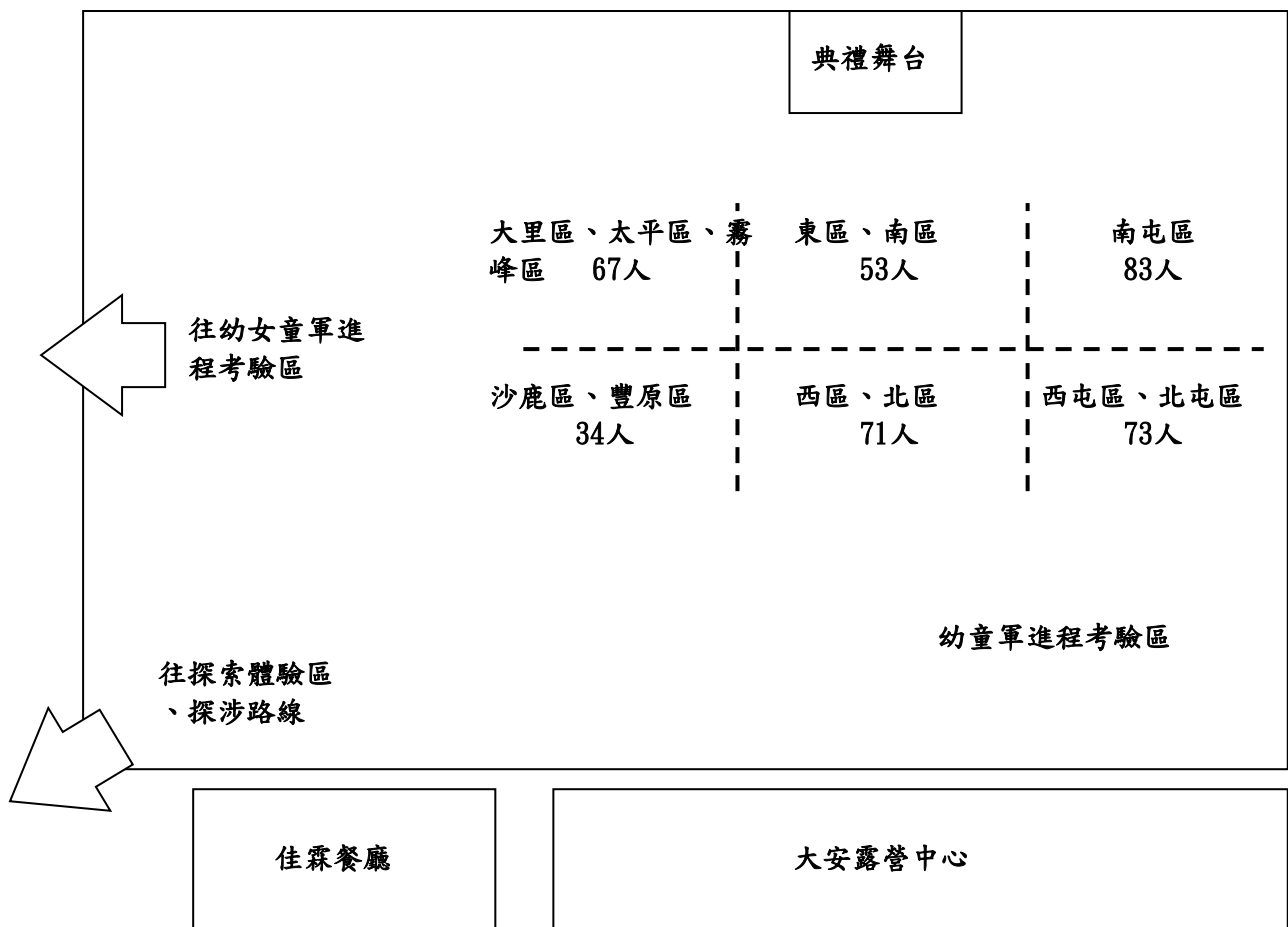 典禮舞台
大里區、太平區、霧
峰區 67人
東區、南區
53人
南屯區
83人
往幼女童軍進
程考驗區
沙鹿區、豐原區
34人
西區、北區
71人
西屯區、北屯區
73人
幼童軍進程考驗區
往探索體驗區
、探涉路線
佳霖餐廳
大安露營中心